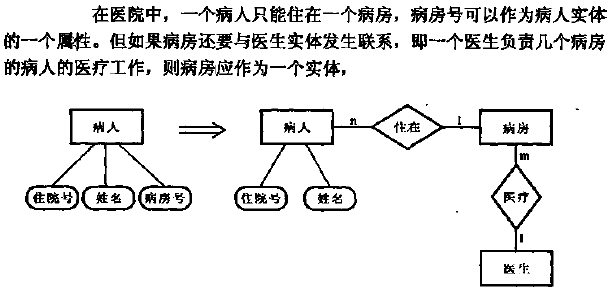 在医院中，一个病人只能住在一个病房，病房号可以作为病人实体
的一个属性。但如果病房还要与医生实体发生联系，即一个医生负责几个病房
的病人的医疗工作，则病房应作为一个实体，
病人
病人 n 住在 1 病房
住院号 姓名 病房号
住院号 姓名
m
医疗
1
医生